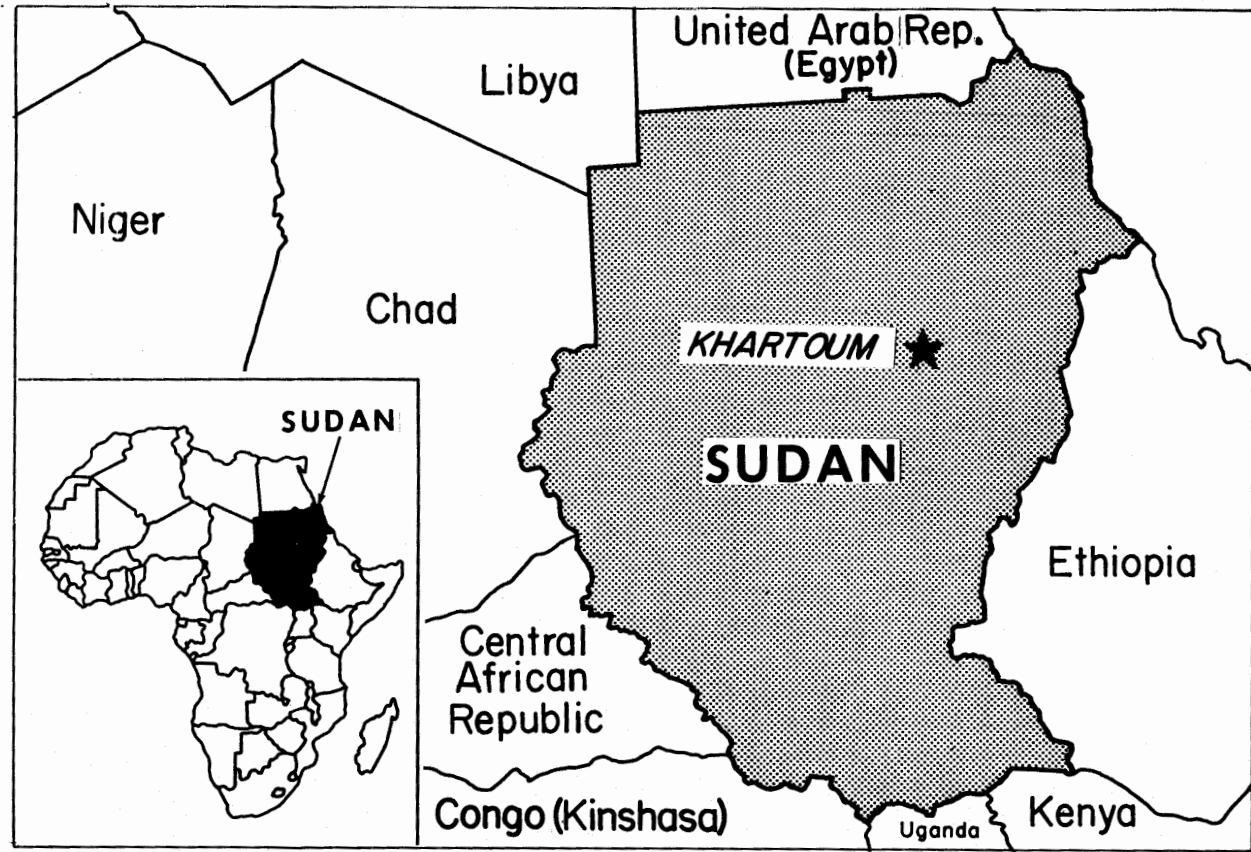 United Arab Rep.
(Egypt)
Libya
Niger
Chad
KHARTOUM
SUDAN
SUDAN
Ethiopia
Central
African
Republic
Congo (Kinshasa)
Uganda
Kenya